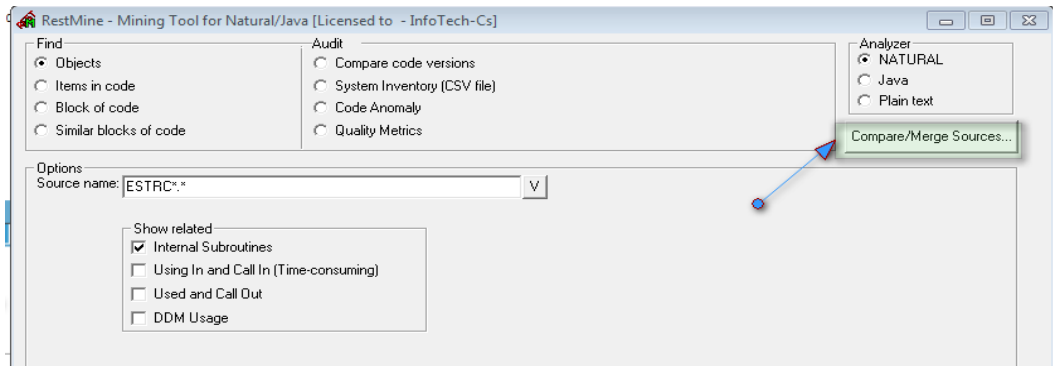 RestMine - Mining Tool for Natural/Java [Licensed to - InfoTech-Cs]
Find
Objects
Items in code
Block of code
Similar blocks of code
Audit
Compare code versions
System Inventory (CSV file)
Code Anomaly
Quality Metrics
Analyzer
NATURAL
Java
Plain text
Compare/Merge Sources...
Options
Source name: ESTRC*.* V
Show related
Internal Subroutines
Using In and Call In (Time-consuming)
Used and Call Out
DDM Usage